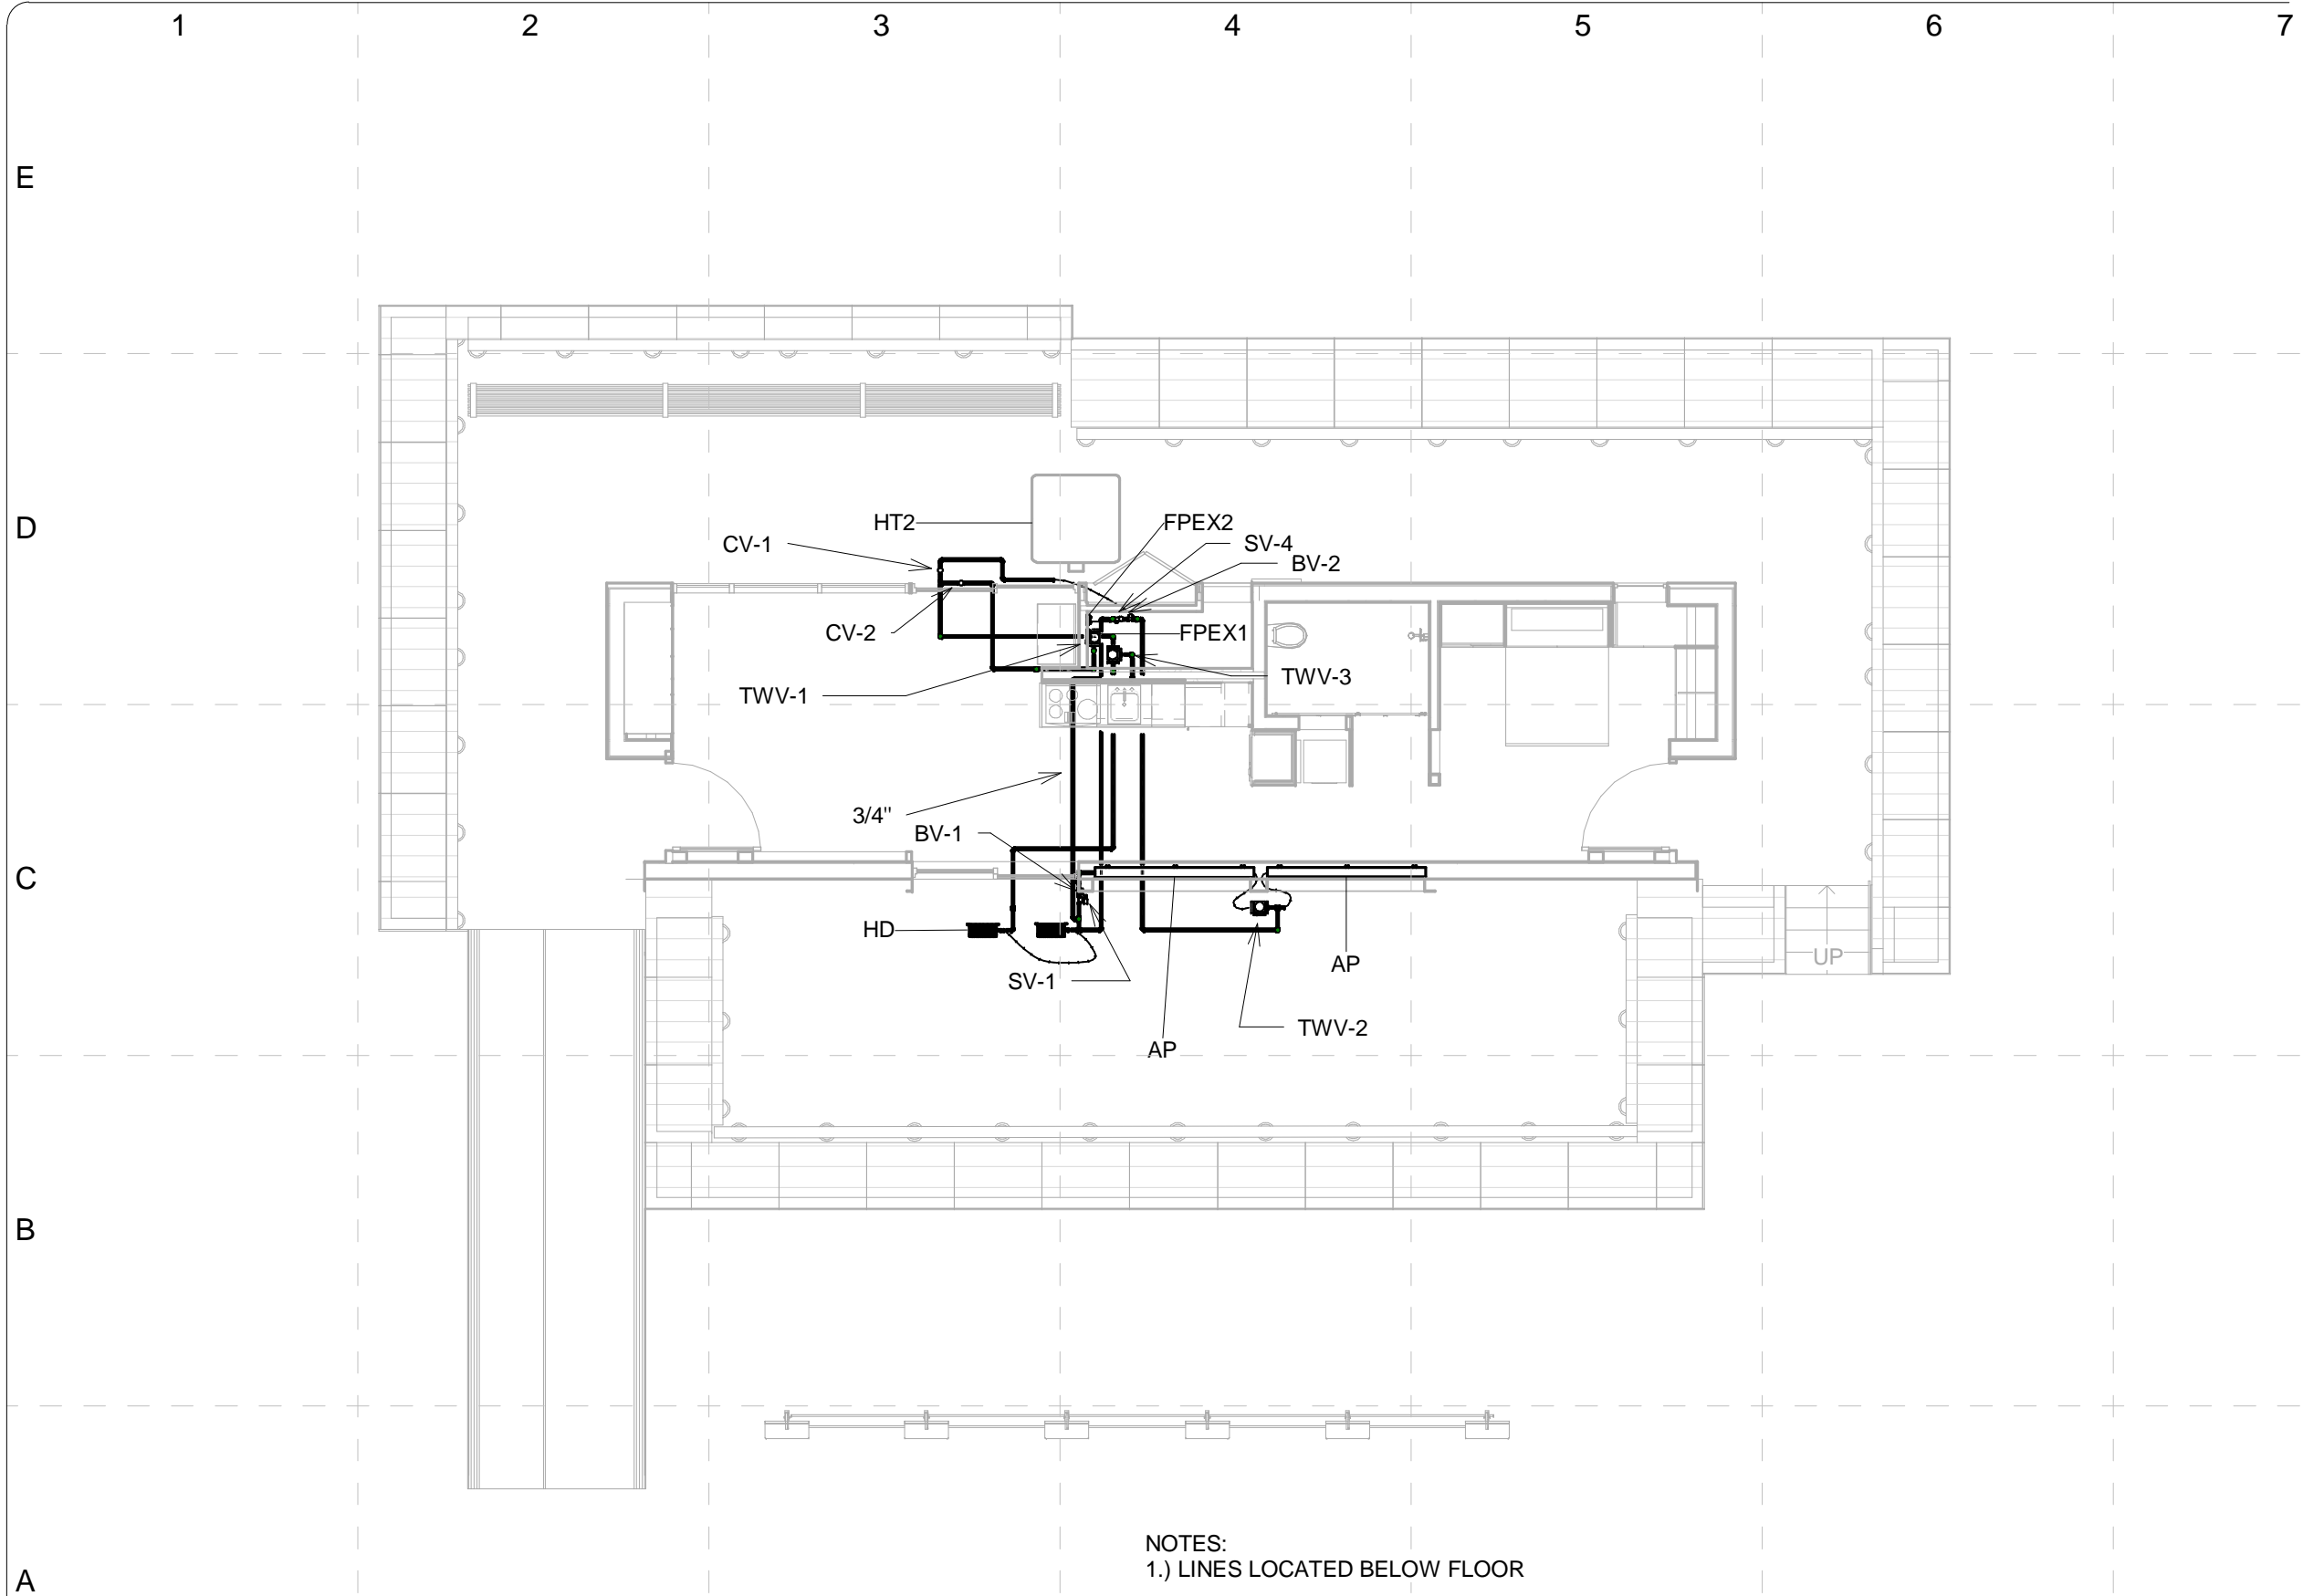 1 2 3 4 5 6 7
E
D
HT2
FPEX2
CV-1
SV-4
BV-2
CV-2
FPEX1
TWV-1
TWV-3
3/4"
BV-1
C
HD
AP
UP
SV-1
TWV-2
AP
B
NOTES:
1.) LINES LOCATED BELOW FLOOR
A